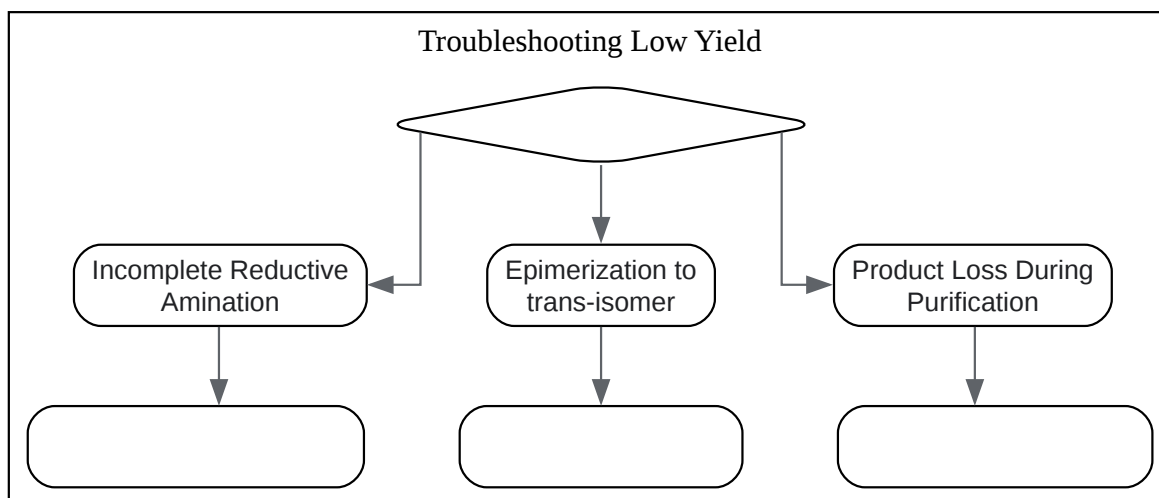 Troubleshooting Low Yield
Incomplete Reductive
Amination
Epimerization to
trans-isomer
Product Loss During
Purification